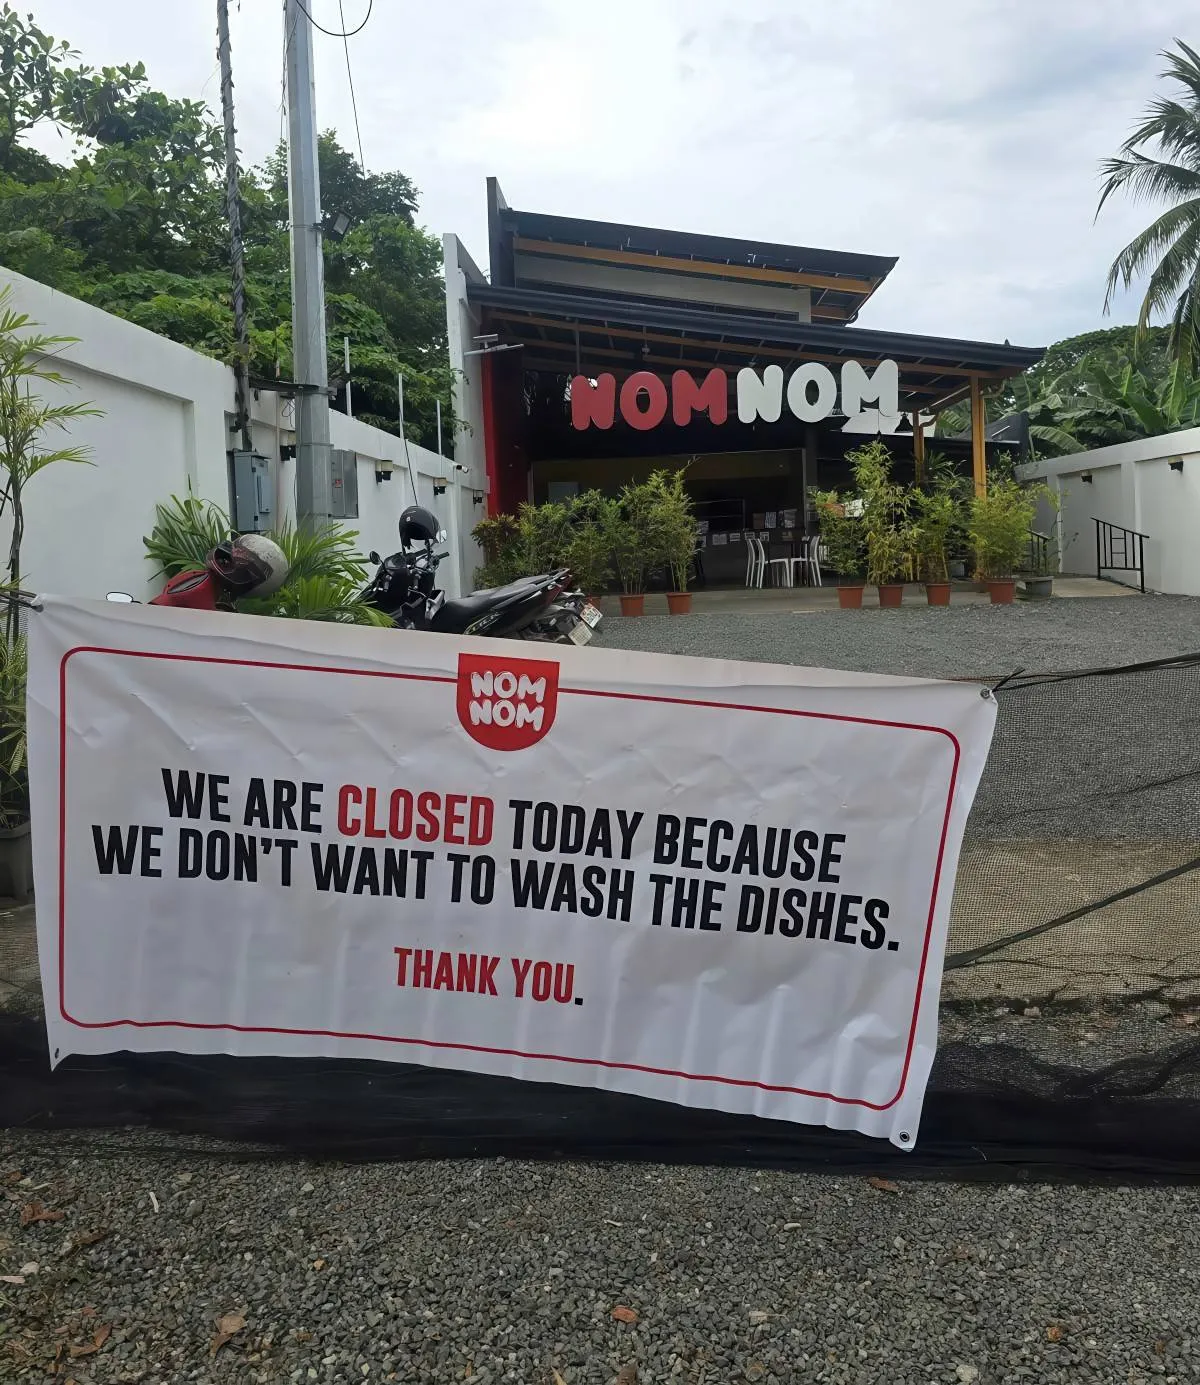 NOMNOM
NOM
NOM
WE ARE CLOSED TODAY BECAUSE
WE DON'T WANT TO WASH THE DISHES.
THANK YOU.